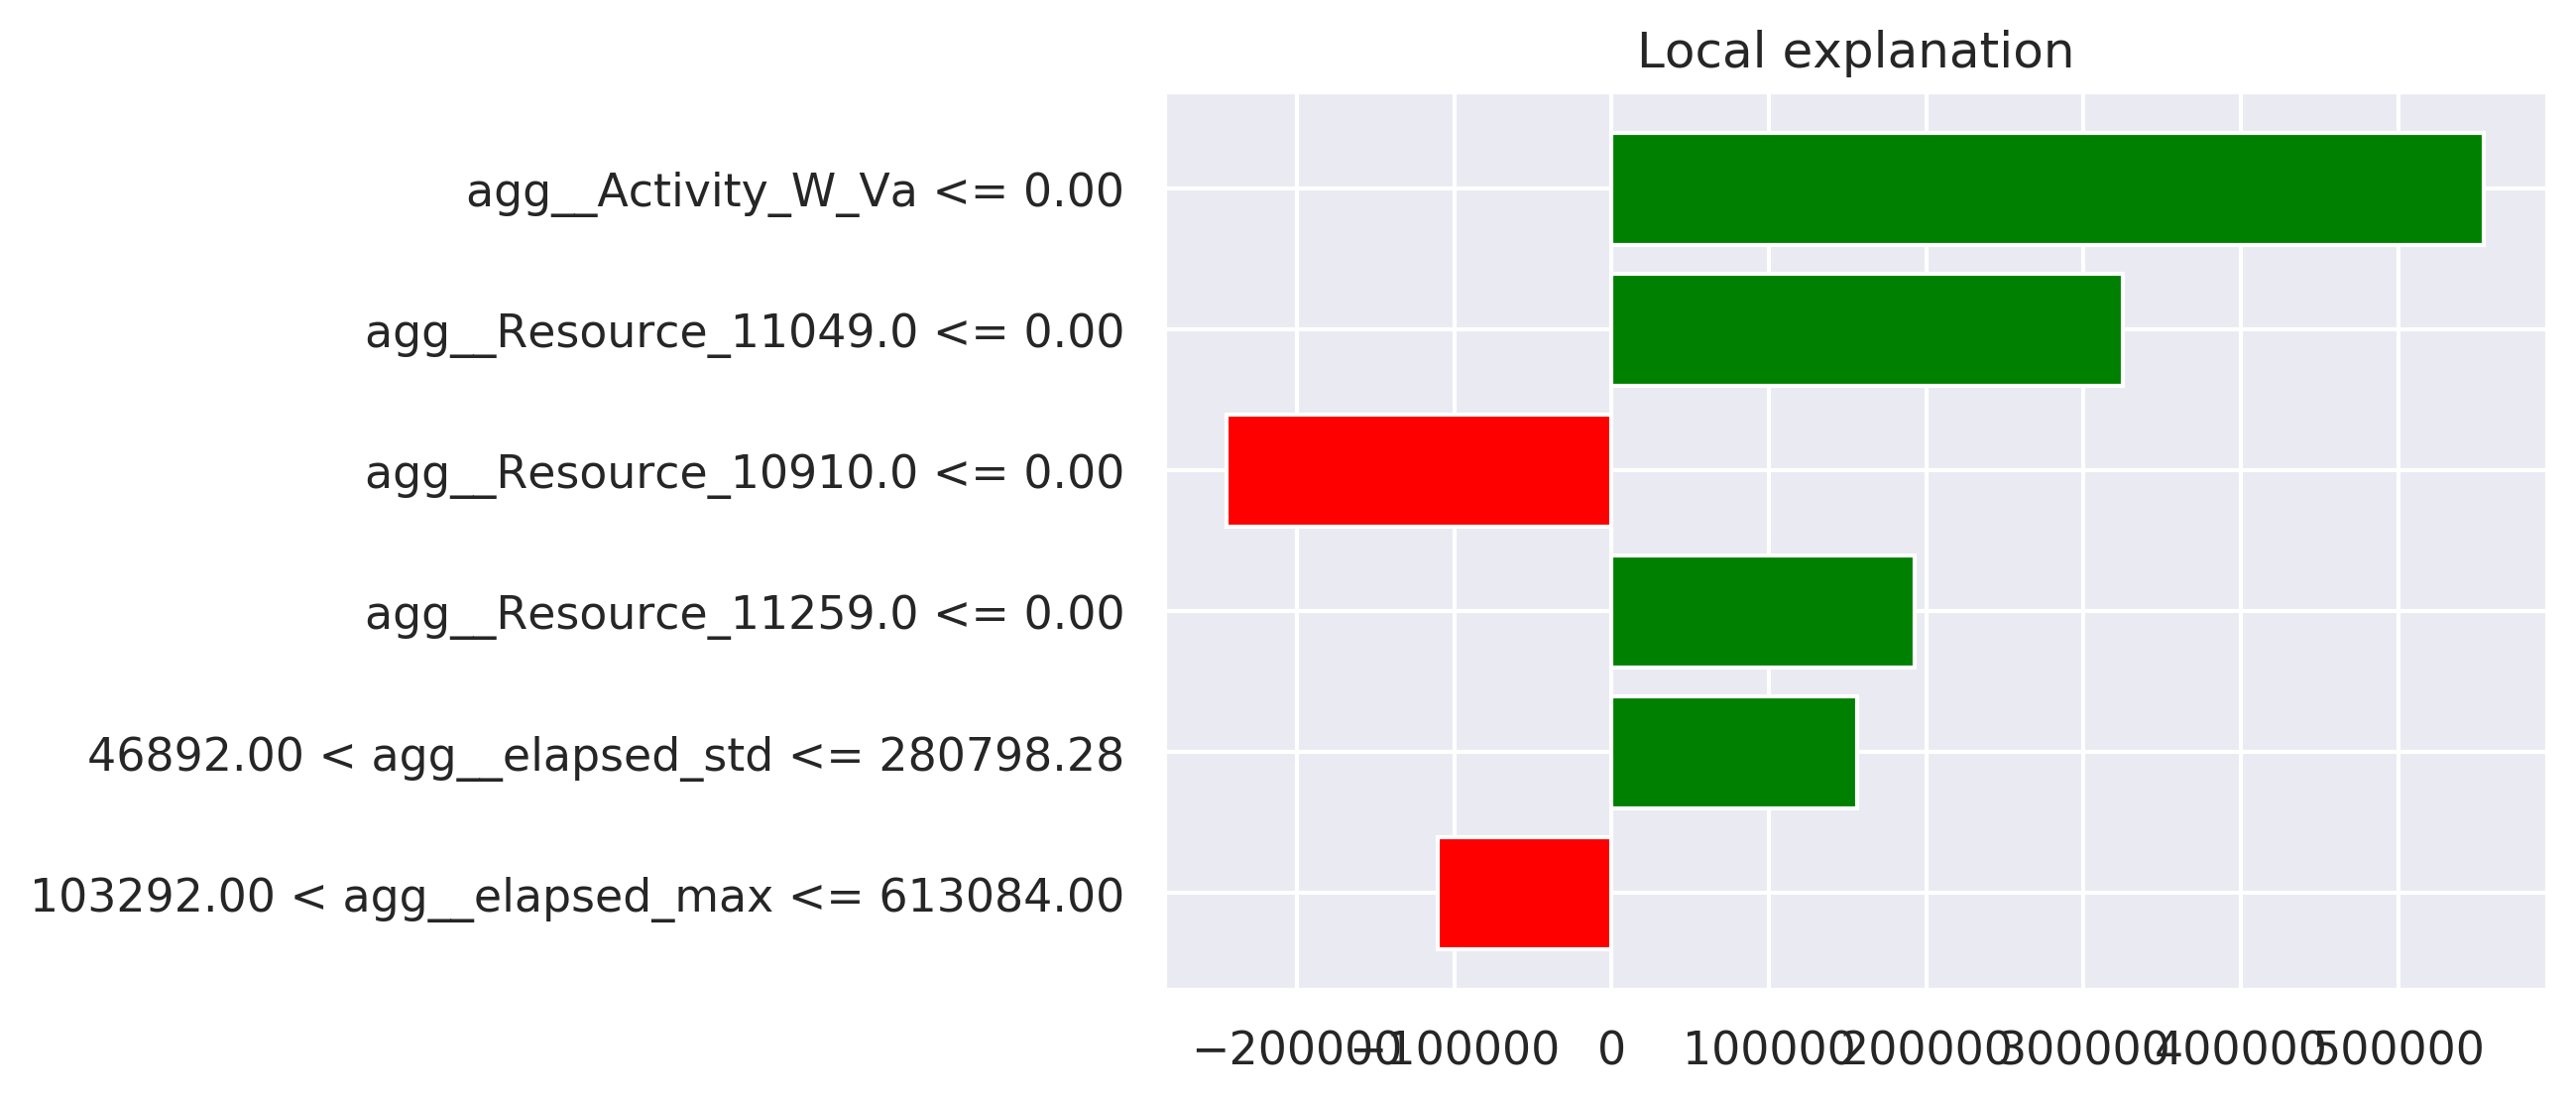 Local explanation
agg__Activity_W_Va <= 0.00
agg__Resource_11049.0 <= 0.00
agg__Resource_10910.0 <= 0.00
agg__Resource_11259.0 <= 0.00
46892.00 < agg__elapsed_std <= 280798.28
103292.00 < agg__elapsed_max <= 613084.00
−200000 −100000 0 100000 200000 300000 400000 500000